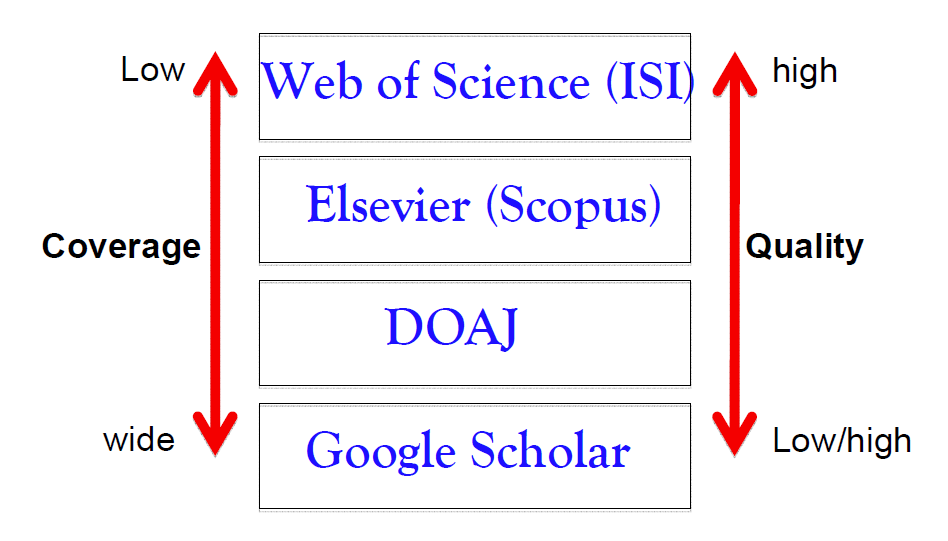 Low
Web of Science (ISI)
high
Elsevier (Scopus)
Coverage
Quality
DOAJ
wide
Google Scholar
Low/high